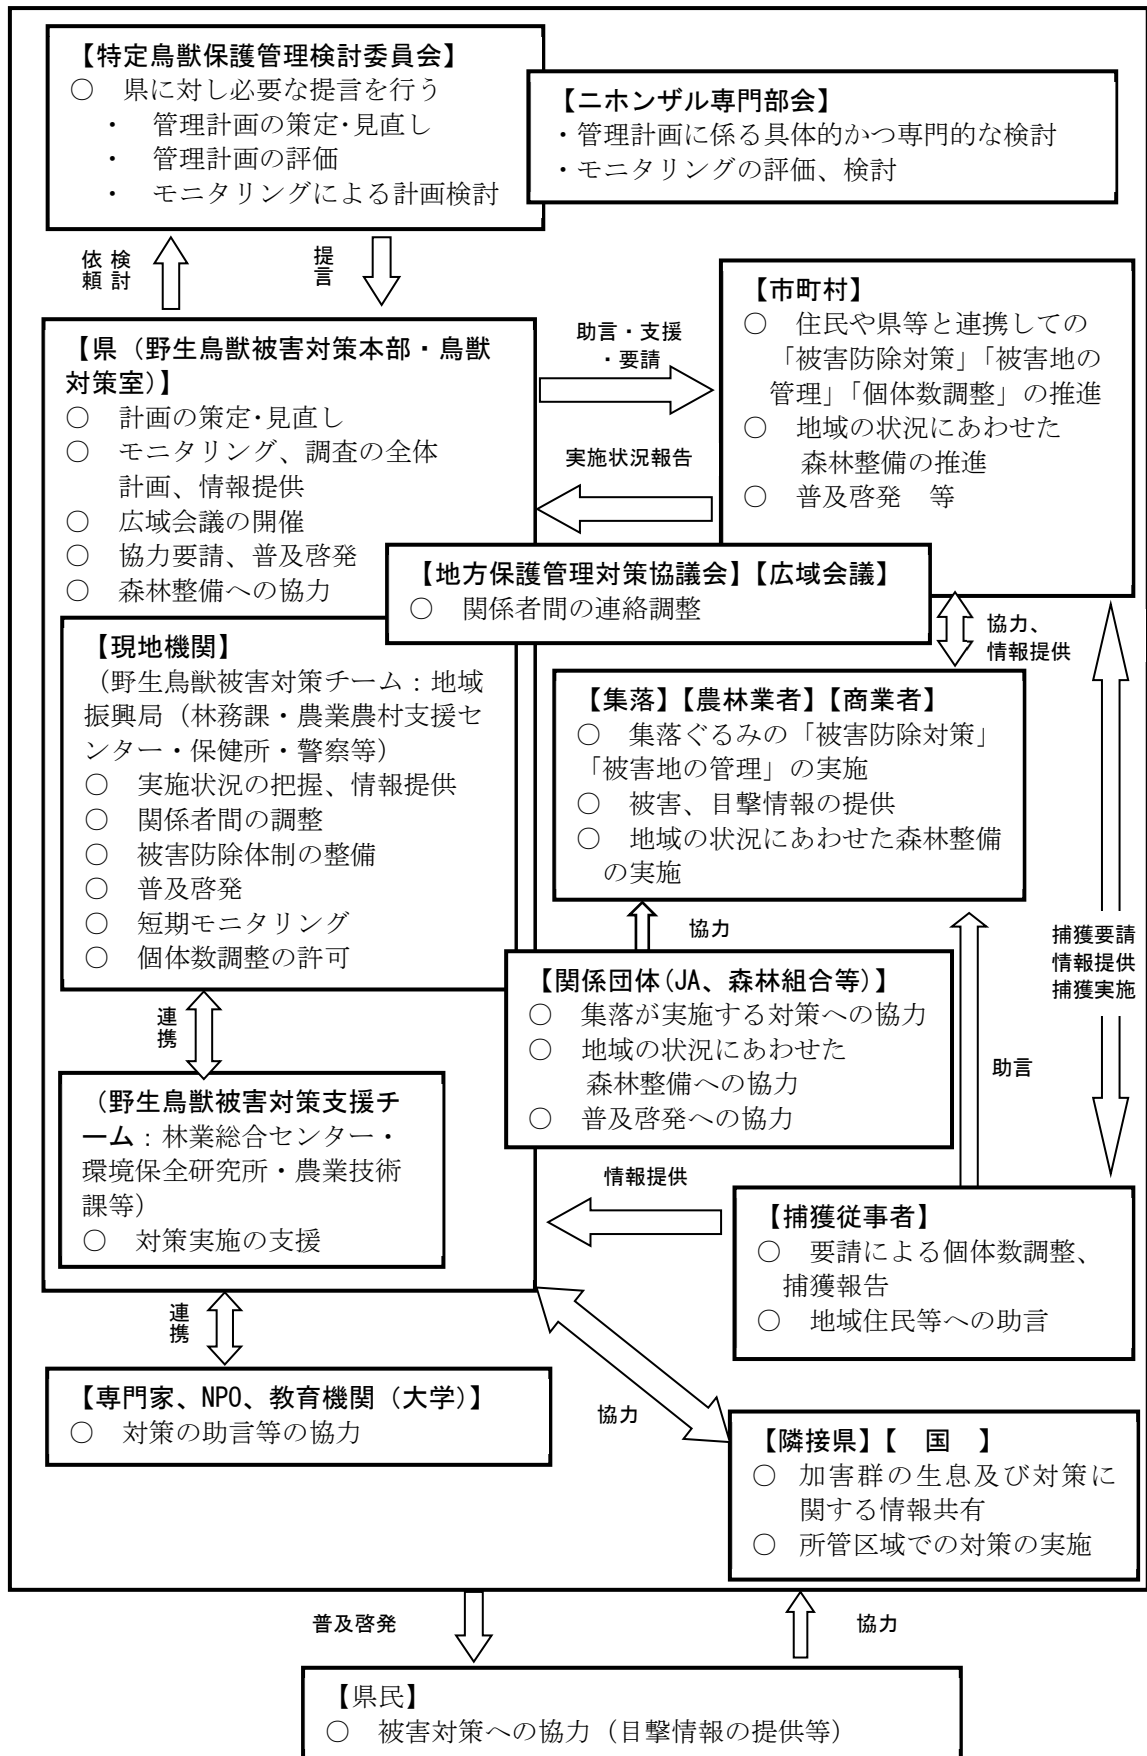 【特定鳥獣保護管理検討委員会】
○　県に対し必要な提言を行う
・　管理計画の策定・見直し
・　管理計画の評価
・　モニタリングによる計画検討
【ニホンザル専門部会】
・管理計画に係る具体的かつ専門的な検討
・モニタリングの評価、検討
検討
依頼
提言
【県（野生鳥獣被害対策本部・鳥獣
対策室）】
○　計画の策定・見直し
○　モニタリング、調査の全体
計画、情報提供
○　広域会議の開催
○　協力要請、普及啓発
○　森林整備への協力
助言・支援
・要請
実施状況報告
【市町村】
○　住民や県等と連携しての
「被害防除対策」「被害地の
管理」「個体数調整」の推進
○　地域の状況にあわせた
森林整備の推進
○　普及啓発　等
【地方保護管理対策協議会】【広域会議】
○　関係者間の連絡調整
協力、
情報提供
【現地機関】
（野生鳥獣被害対策チーム：地域
振興局（林務課・農業農村支援セ
ンター・保健所・警察等）
○　実施状況の把握、情報提供
○　関係者間の調整
○　被害防除体制の整備
○　普及啓発
○　短期モニタリング
○　個体数調整の許可
【集落】【農林業者】【商業者】
○　集落ぐるみの「被害防除対策」
「被害地の管理」の実施
○　被害、目撃情報の提供
○　地域の状況にあわせた森林整備
の実施
協力
捕獲要請
情報提供
捕獲実施
【関係団体(JA、森林組合等)】
○　集落が実施する対策への協力
○　地域の状況にあわせた
森林整備への協力
○　普及啓発への協力
助言
連携
（野生鳥獣被害対策支援チ
ーム：林業総合センター・
環境保全研究所・農業技術
課等）
○　対策実施の支援
情報提供
【捕獲従事者】
○　要請による個体数調整、
捕獲報告
○　地域住民等への助言
連携
【専門家、NPO、教育機関（大学）】
○　対策の助言等の協力
協力
【隣接県】【　国　】
○　加害群の生息及び対策に
関する情報共有
○　所管区域での対策の実施
普及啓発
協力
【県民】
○　被害対策への協力（目撃情報の提供等）